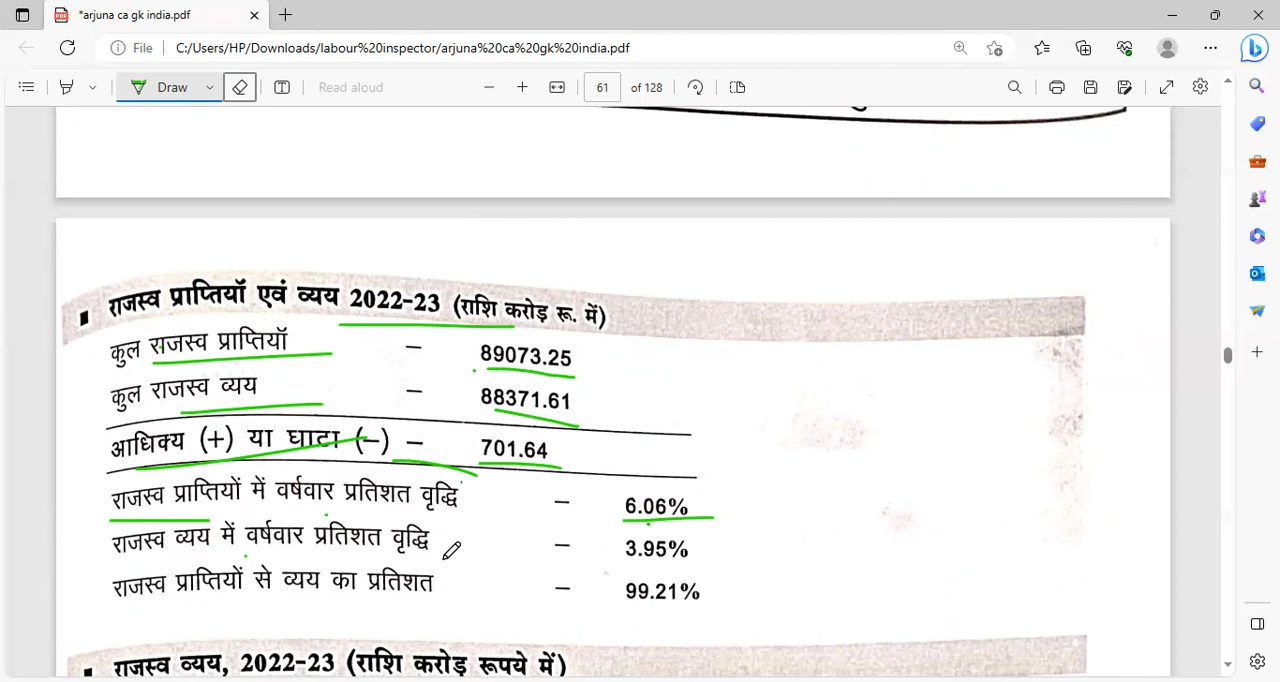 *arjuna ca gk india.pdf
File C:/Users/HP/Downloads/labour%20inspector/arjuna%20ca%20gk%20india.pdf
Draw Read aloud 61 of 128
राजस्व प्राप्तियाँ एवं व्यय 2022-23 (राशि करोड़ रू. में)
कुल राजस्व प्राप्तियाँ – 89073.25
कुल राजस्व व्यय – 88371.61
आधिक्य (+) या घाटा (–) – 701.64
राजस्व प्राप्तियों में वर्षवार प्रतिशत वृद्धि – 6.06%
राजस्व व्यय में वर्षवार प्रतिशत वृद्धि – 3.95%
राजस्व प्राप्तियों से व्यय का प्रतिशत – 99.21%
राजस्व व्यय, 2022-23 (राशि करोड़ रूपये में)